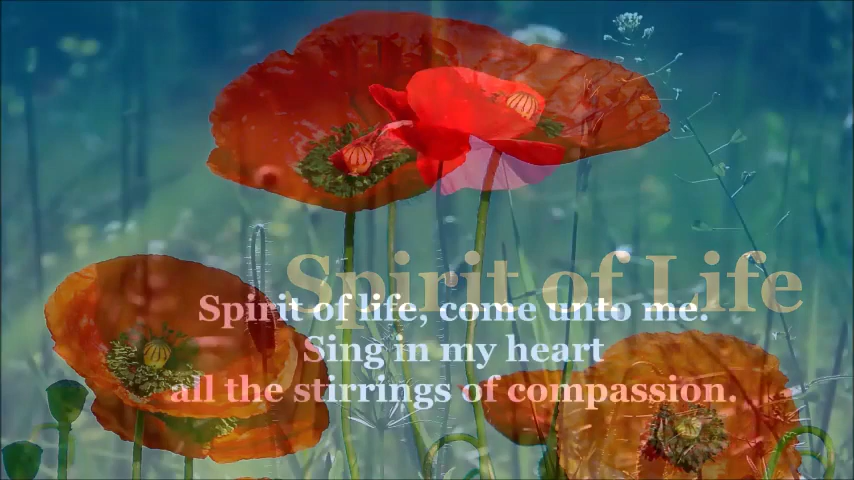 Spirit of Life
Spirit of life, come unto me.
Sing in my heart
all the stirrings of compassion.